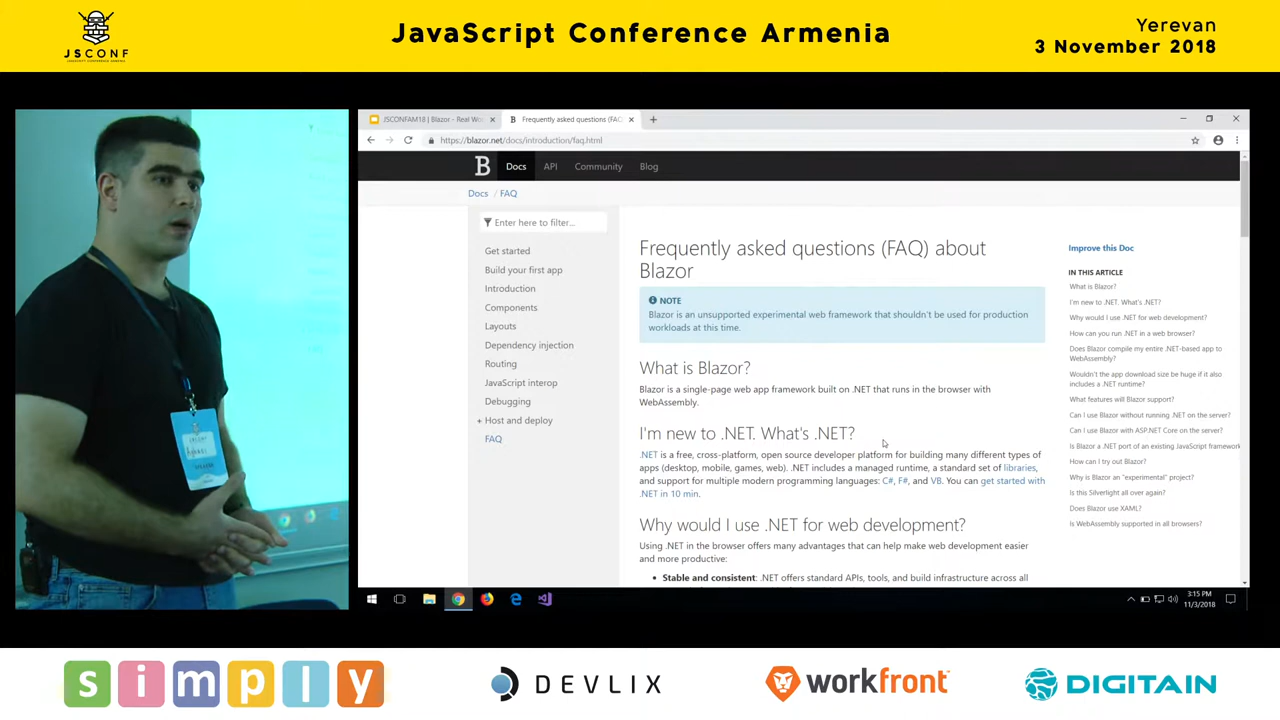 JSCONF
JAVASCRIPT CONFERENCE ARMENIA
JavaScript Conference Armenia
Yerevan
3 November 2018
JSCONFAM18 | Blazor - Real Wo
Frequently asked questions (FAQ)
https://blazor.net/docs/introduction/faq.html
B Docs API Community Blog
Docs / FAQ
Enter here to filter...
Get started
Build your first app
Introduction
Components
Layouts
Dependency injection
Routing
JavaScript interop
Debugging
+ Host and deploy
FAQ
Frequently asked questions (FAQ) about
Blazor
NOTE
Blazor is an unsupported experimental web framework that shouldn't be used for production
workloads at this time.
What is Blazor?
Blazor is a single-page web app framework built on .NET that runs in the browser with
WebAssembly.
I'm new to .NET. What's .NET?
.NET is a free, cross-platform, open source developer platform for building many different types of
apps (desktop, mobile, games, web). .NET includes a managed runtime, a standard set of libraries,
and support for multiple modern programming languages: C#, F#, and VB. You can get started with
.NET in 10 min.
Why would I use .NET for web development?
Using .NET in the browser offers many advantages that can help make web development easier
and more productive:
• Stable and consistent: .NET offers standard APIs, tools, and build infrastructure across all
Improve this Doc
IN THIS ARTICLE
What is Blazor?
I'm new to .NET. What's .NET?
Why would I use .NET for web development?
How can you run .NET in a web browser?
Does Blazor compile my entire .NET-based app to
WebAssembly?
Wouldn't the app download size be huge if it also
includes a .NET runtime?
What features will Blazor support?
Can I use Blazor without running .NET on the server?
Can I use Blazor with ASP.NET Core on the server?
Is Blazor a .NET port of an existing JavaScript framework
How can I try out Blazor?
Why is Blazor an "experimental" project?
Is this Silverlight all over again?
Does Blazor use XAML?
Is WebAssembly supported in all browsers?
3:15 PM
11/3/2018
simply
DEVLIX
workfront
DIGITAIN